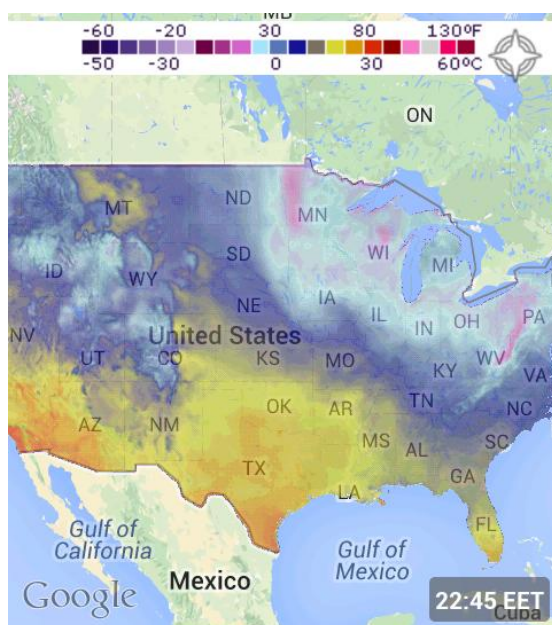 MB
-60 -20 30 80 130°F
-50 -30 0 30 60°C
ON
MT ND MN
SD WI MI
ID WY
NE IA IL IN OH PA
NV United States WV
UT CO KS MO KY VA
TN NC
AZ NM OK AR
MS AL SC
TX GA
LA FL
Gulf of
California
Gulf of
Mexico
Mexico
Google
22:45 EET
Cuba